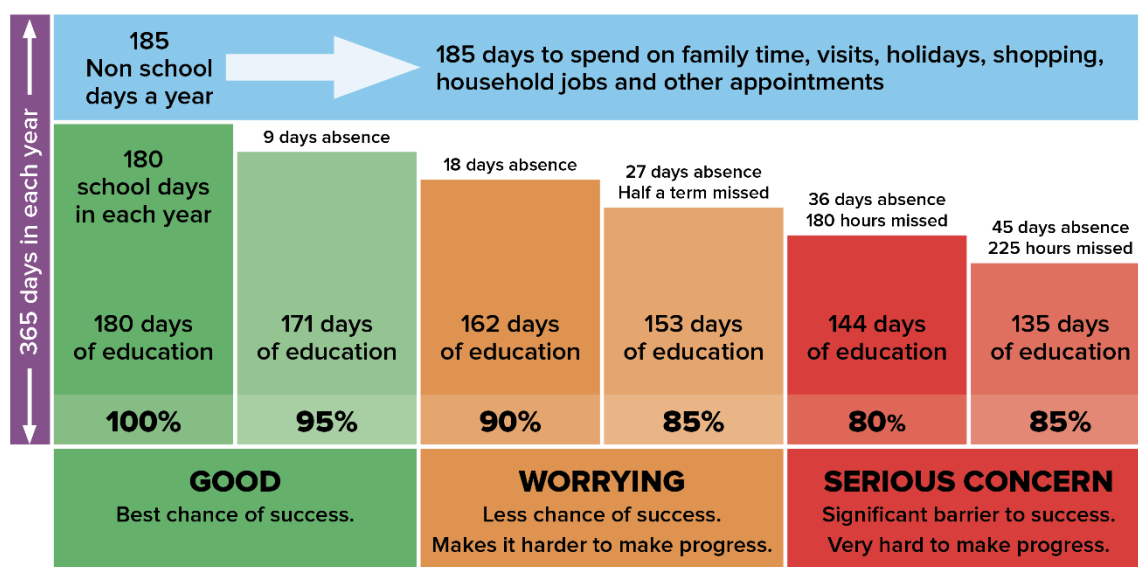 365 days in each year
185
Non school
days a year
185 days to spend on family time, visits, holidays, shopping,
household jobs and other appointments
180
school days
in each year
180 days
of education
100%
9 days absence
171 days
of education
95%
18 days absence
162 days
of education
90%
27 days absence
Half a term missed
153 days
of education
85%
36 days absence
180 hours missed
144 days
of education
80%
45 days absence
225 hours missed
135 days
of education
85%
GOOD
Best chance of success.
WORRYING
Less chance of success.
Makes it harder to make progress.
SERIOUS CONCERN
Significant barrier to success.
Very hard to make progress.